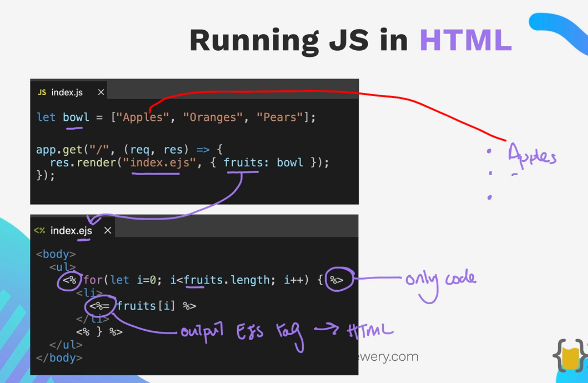 Running JS in HTML
JS index.js ×
let bowl = ["Apples", "Oranges", "Pears"];
app.get("/", (req, res) => {
res.render("index.ejs", { fruits: bowl });
});
Apples
<% index.ejs ×
<body>
<ul>
<% for(let i=0; i<fruits.length; i++) { %>
only code
<li>
<%= fruits[i] %>
</li>
output Ejs tag → HTML
<% } %>
</ul>
ewery.com
</body>